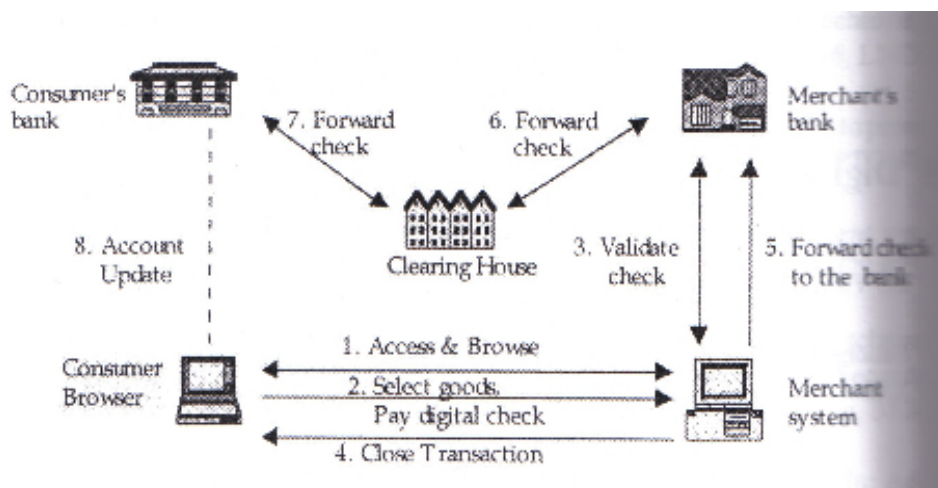 Consumer's
bank
7. Forward
check
6. Forward
check
Merchant's
bank
Clearing House
8. Account
Update
3. Validate
check
5. Forward check
to the bank
Consumer
Browser
1. Access & Browse
2. Select goods,
Pay digital check
4. Close Transaction
Merchant
system